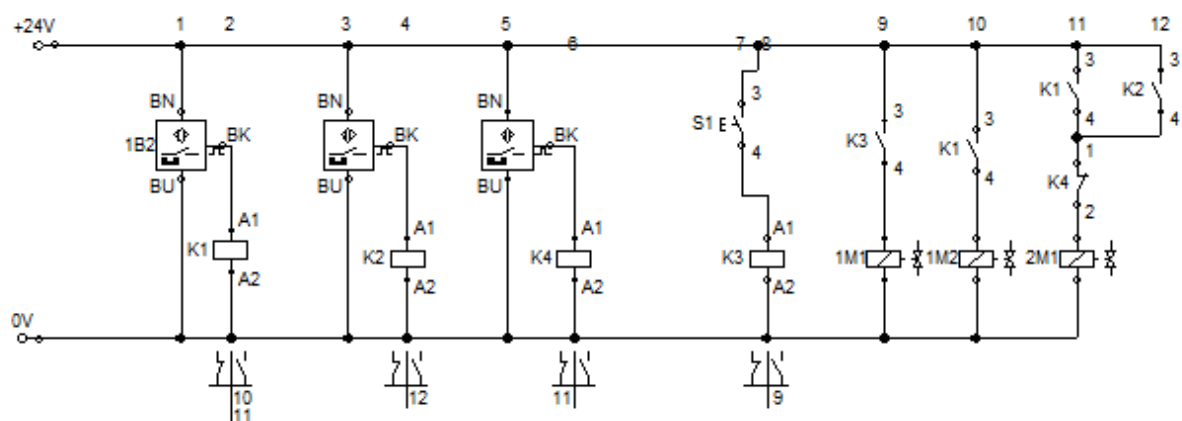 +24V 1 2 3 4 5 6 7 8 9 10 11 12
BN BN BN 3 3 3
1B2 BK BK BK S1 E K3 3 K1 K2
BU BU BU 4 4 K1 4 4
4 1
K4
2
A1 A1 A1 A1
K1 K2 K4 K3 1M1 1M2 2M1
A2 A2 A2 A2
0V
10 12 11 9
11